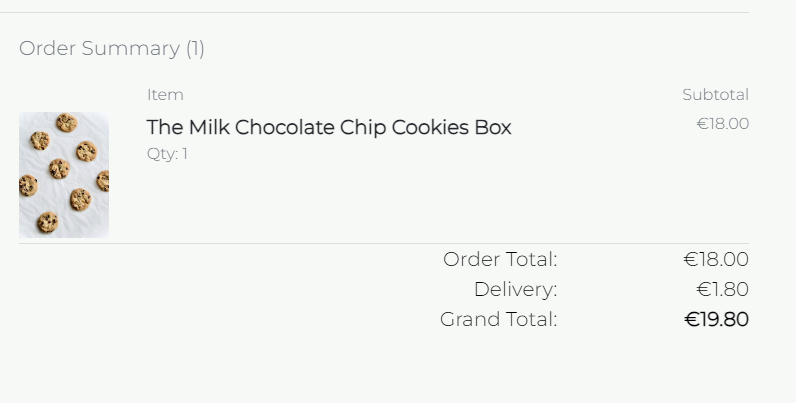 Order Summary (1)
Item Subtotal
The Milk Chocolate Chip Cookies Box €18.00
Qty: 1
Order Total: €18.00
Delivery: €1.80
Grand Total: €19.80